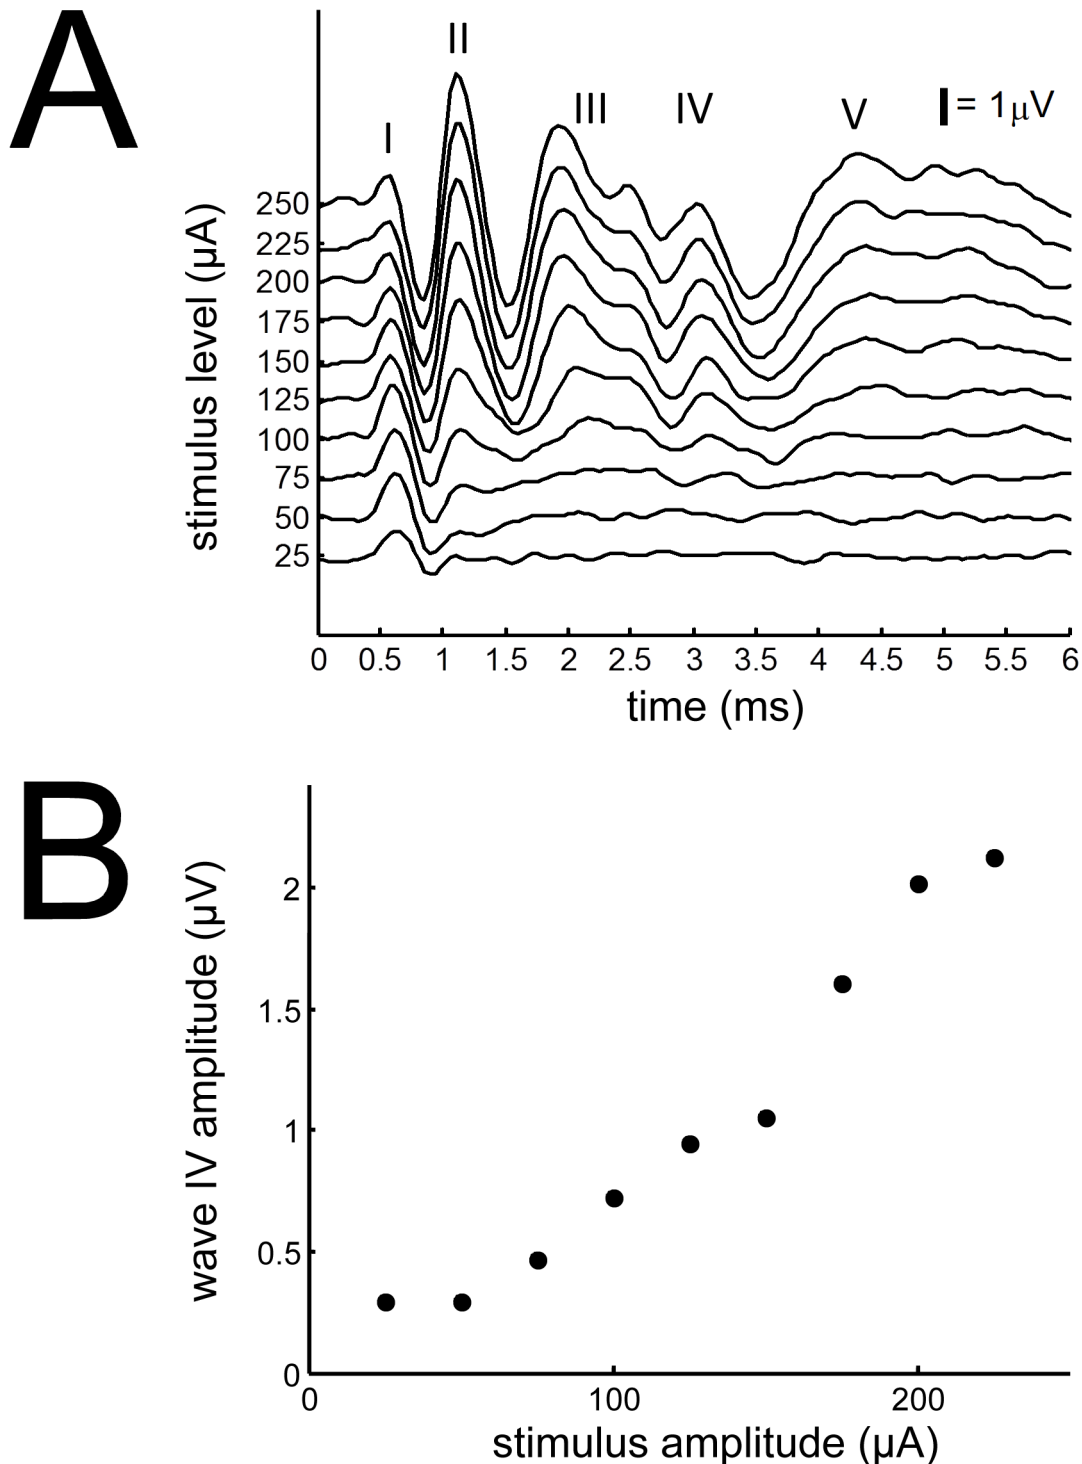 A
II
III IV V = 1μV
I
stimulus level (μA)
250
225
200
175
150
125
100
75
50
25
0 0.5 1 1.5 2 2.5 3 3.5 4 4.5 5 5.5 6
time (ms)
B
wave IV amplitude (μV)
2
1.5
1
0.5
0
0 100 200
stimulus amplitude (μA)